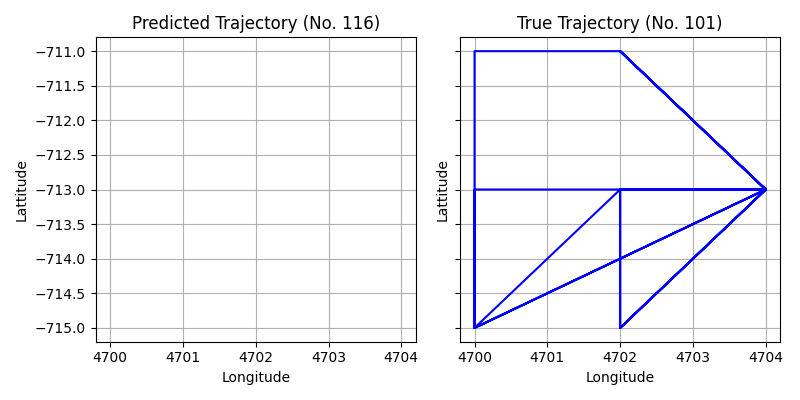 Predicted Trajectory (No. 116)
−711.0
−711.5
−712.0
−712.5
−713.0
−713.5
−714.0
−714.5
−715.0
Lattitude
4700 4701 4702 4703 4704
Longitude
True Trajectory (No. 101)
Lattitude
4700 4701 4702 4703 4704
Longitude